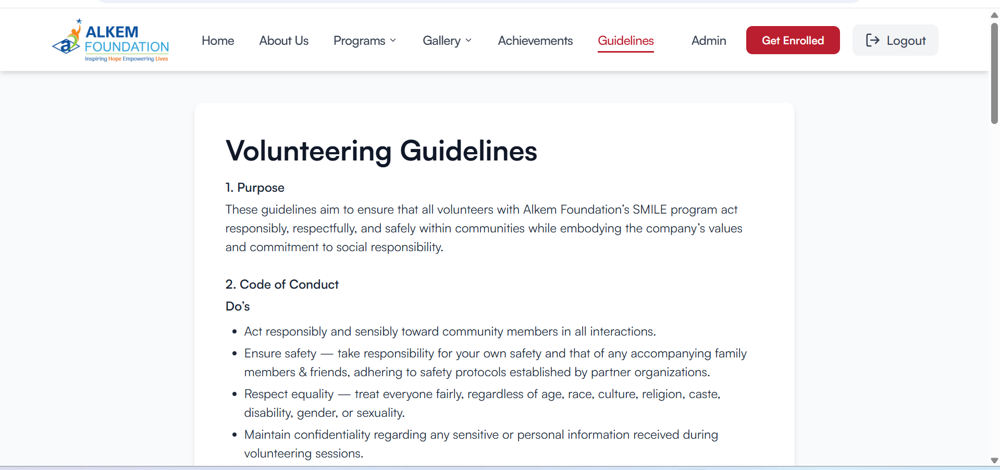 ALKEM
FOUNDATION
Inspiring Hope Empowering Lives
Home
About Us
Programs
Gallery
Achievements
Guidelines
Admin
Get Enrolled
Logout
Volunteering Guidelines
1. Purpose
These guidelines aim to ensure that all volunteers with Alkem Foundation’s SMILE program act
responsibly, respectfully, and safely within communities while embodying the company’s values
and commitment to social responsibility.
2. Code of Conduct
Do’s
• Act responsibly and sensibly toward community members in all interactions.
• Ensure safety — take responsibility for your own safety and that of any accompanying family
members & friends, adhering to safety protocols established by partner organizations.
• Respect equality — treat everyone fairly, regardless of age, race, culture, religion, caste,
disability, gender, or sexuality.
• Maintain confidentiality regarding any sensitive or personal information received during
volunteering sessions.